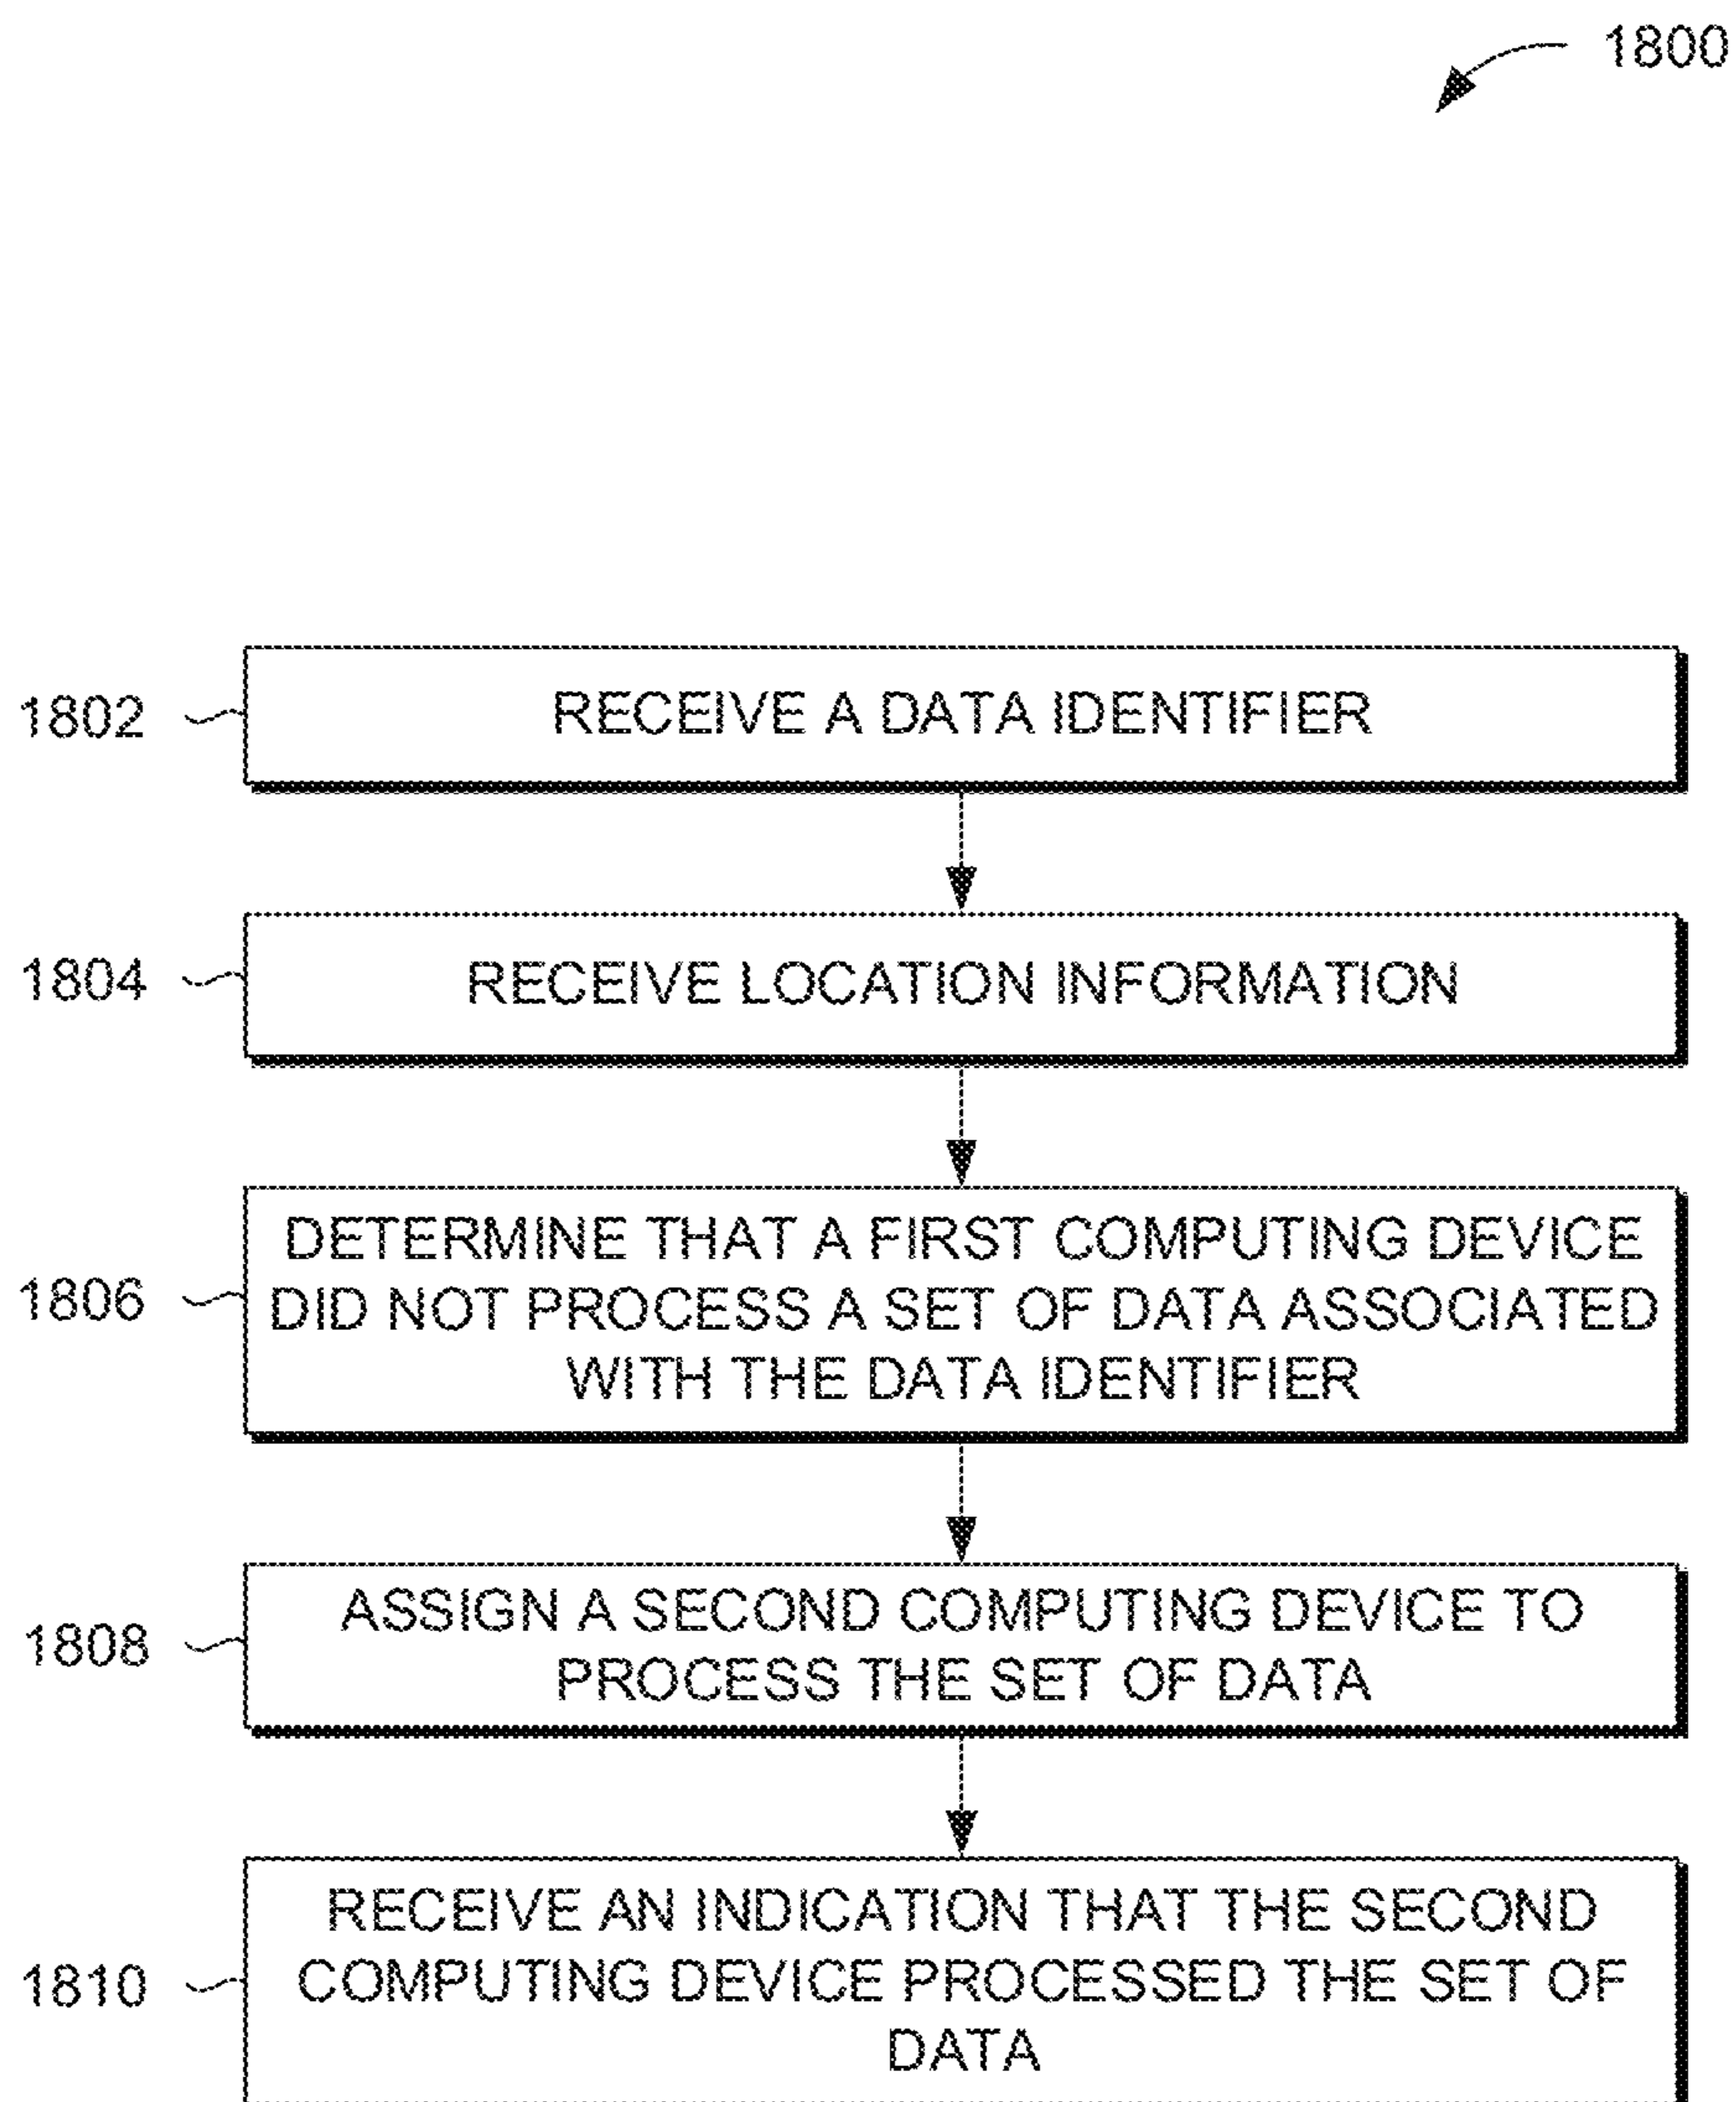 1800
1802
RECEIVE A DATA IDENTIFIER
1804
RECEIVE LOCATION INFORMATION
1806
DETERMINE THAT A FIRST COMPUTING DEVICE
DID NOT PROCESS A SET OF DATA ASSOCIATED
WITH THE DATA IDENTIFIER
1808
ASSIGN A SECOND COMPUTING DEVICE TO
PROCESS THE SET OF DATA
1810
RECEIVE AN INDICATION THAT THE SECOND
COMPUTING DEVICE PROCESSED THE SET OF
DATA